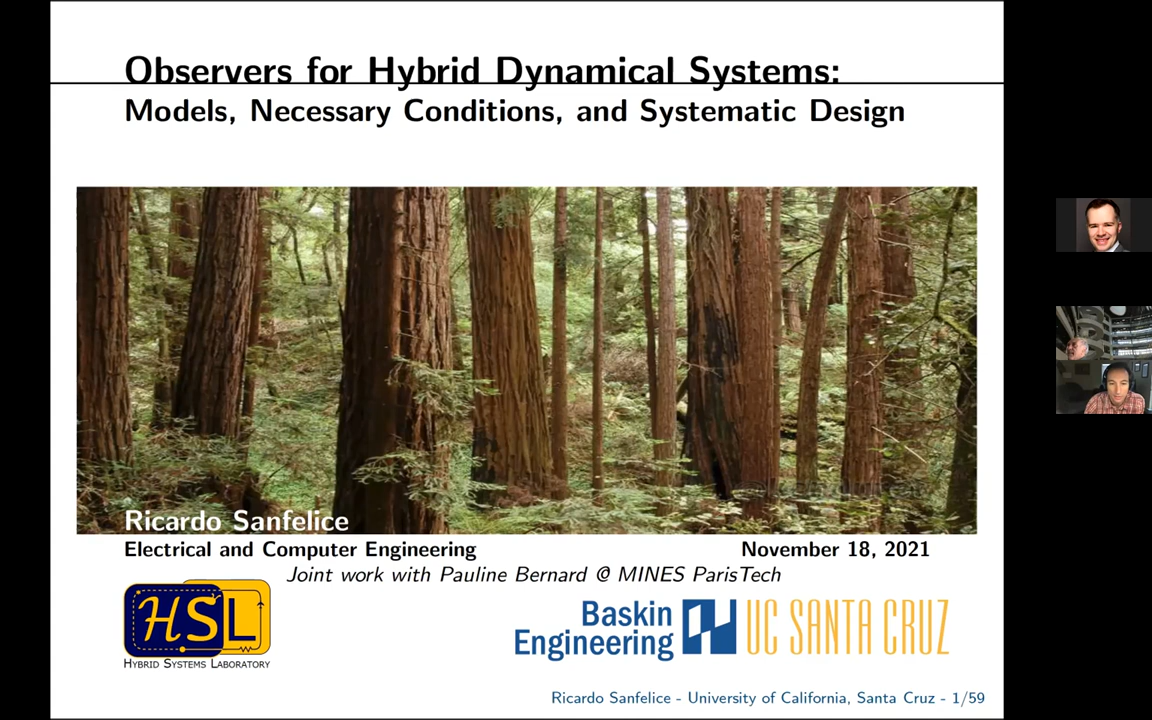 Observers for Hybrid Dynamical Systems:
Models, Necessary Conditions, and Systematic Design
Ricardo Sanfelice
Electrical and Computer Engineering
November 18, 2021
Joint work with Pauline Bernard @ MINES ParisTech
HSL
HYBRID SYSTEMS LABORATORY
Baskin
Engineering
UC SANTA CRUZ
Ricardo Sanfelice - University of California, Santa Cruz - 1/59